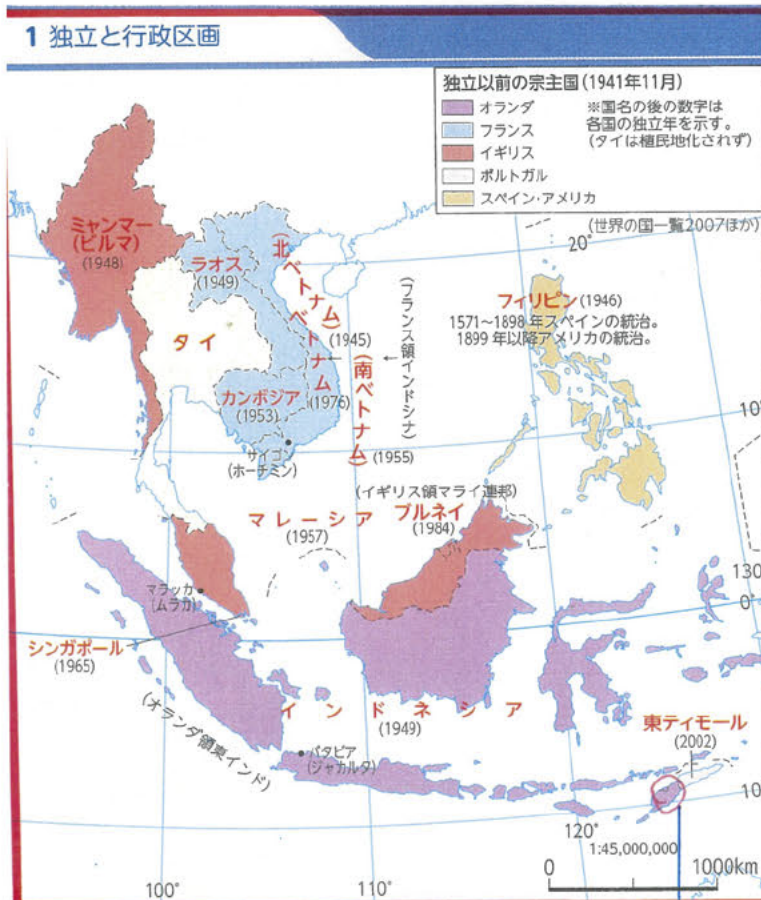 1 独立と行政区画
独立以前の宗主国(1941年11月)
オランダ
フランス
イギリス
ポルトガル
スペイン・アメリカ
※国名の後の数字は
各国の独立年を示す。
(タイは植民地化されず)
(世界の国一覧2007ほか)
20°
ミャンマー
(ビルマ)
(1948)
ラオス
(1949)
(北ベトナム)
(1945)
ベトナム
(1976)
(南ベトナム)
(1955)
(フランス領インドシナ)
フィリピン(1946)
1571~1898年スペインの統治。
1899年以降アメリカの統治。
タイ
カンボジア
(1953)
サイゴン
(ホーチミン)
10°
(イギリス領マライ連邦)
マレーシア
(1957)
ブルネイ
(1984)
マラッカ
(ムラカ)
130
0°
シンガポール
(1965)
(オランダ領東インド)
インドネシア
(1949)
バタビア
(ジャカルタ)
東ティモール
(2002)
10
120°
1:45,000,000
0 1000km
100°
110°